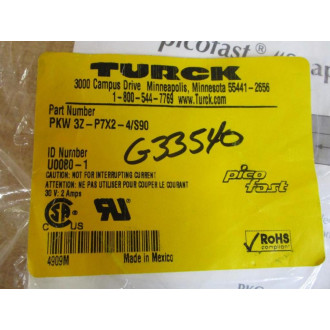 picofast
TURCK
3000 Campus Drive Minneapolis, Minnesota 55441-2656
1-800-544-7769 www.Turck.com
Part Number
PKW 3Z-P7X2-4/S90
G33540
ID Number
U0080-1
CAUTION: NOT FOR INTERRUPTING CURRENT
ATTENTION: NE PAS UTILISER POUR COUPER LE COURANT
30 V: 2 Amps
pico
fast
C US
RoHS
compliant
4909M
Made in Mexico